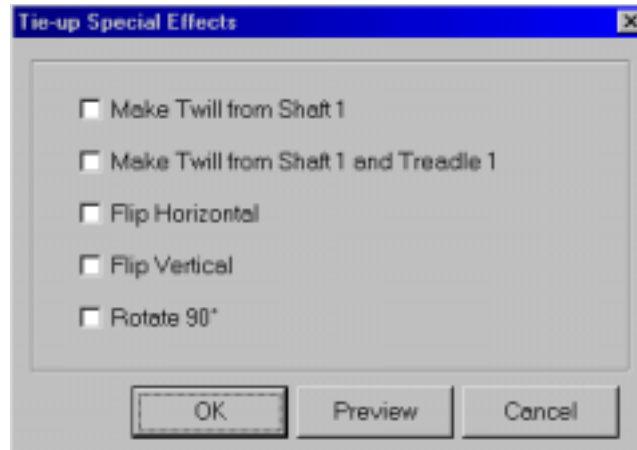 Tie-up Special Effects
Make Twill from Shaft 1
Make Twill from Shaft 1 and Treadle 1
Flip Horizontal
Flip Vertical
Rotate 90°
OK Preview Cancel